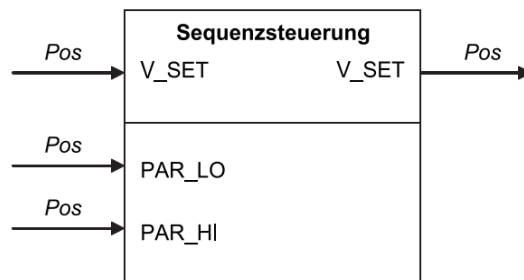 Sequenzsteuerung
Pos V_SET V_SET Pos
Pos PAR_LO
Pos PAR_HI